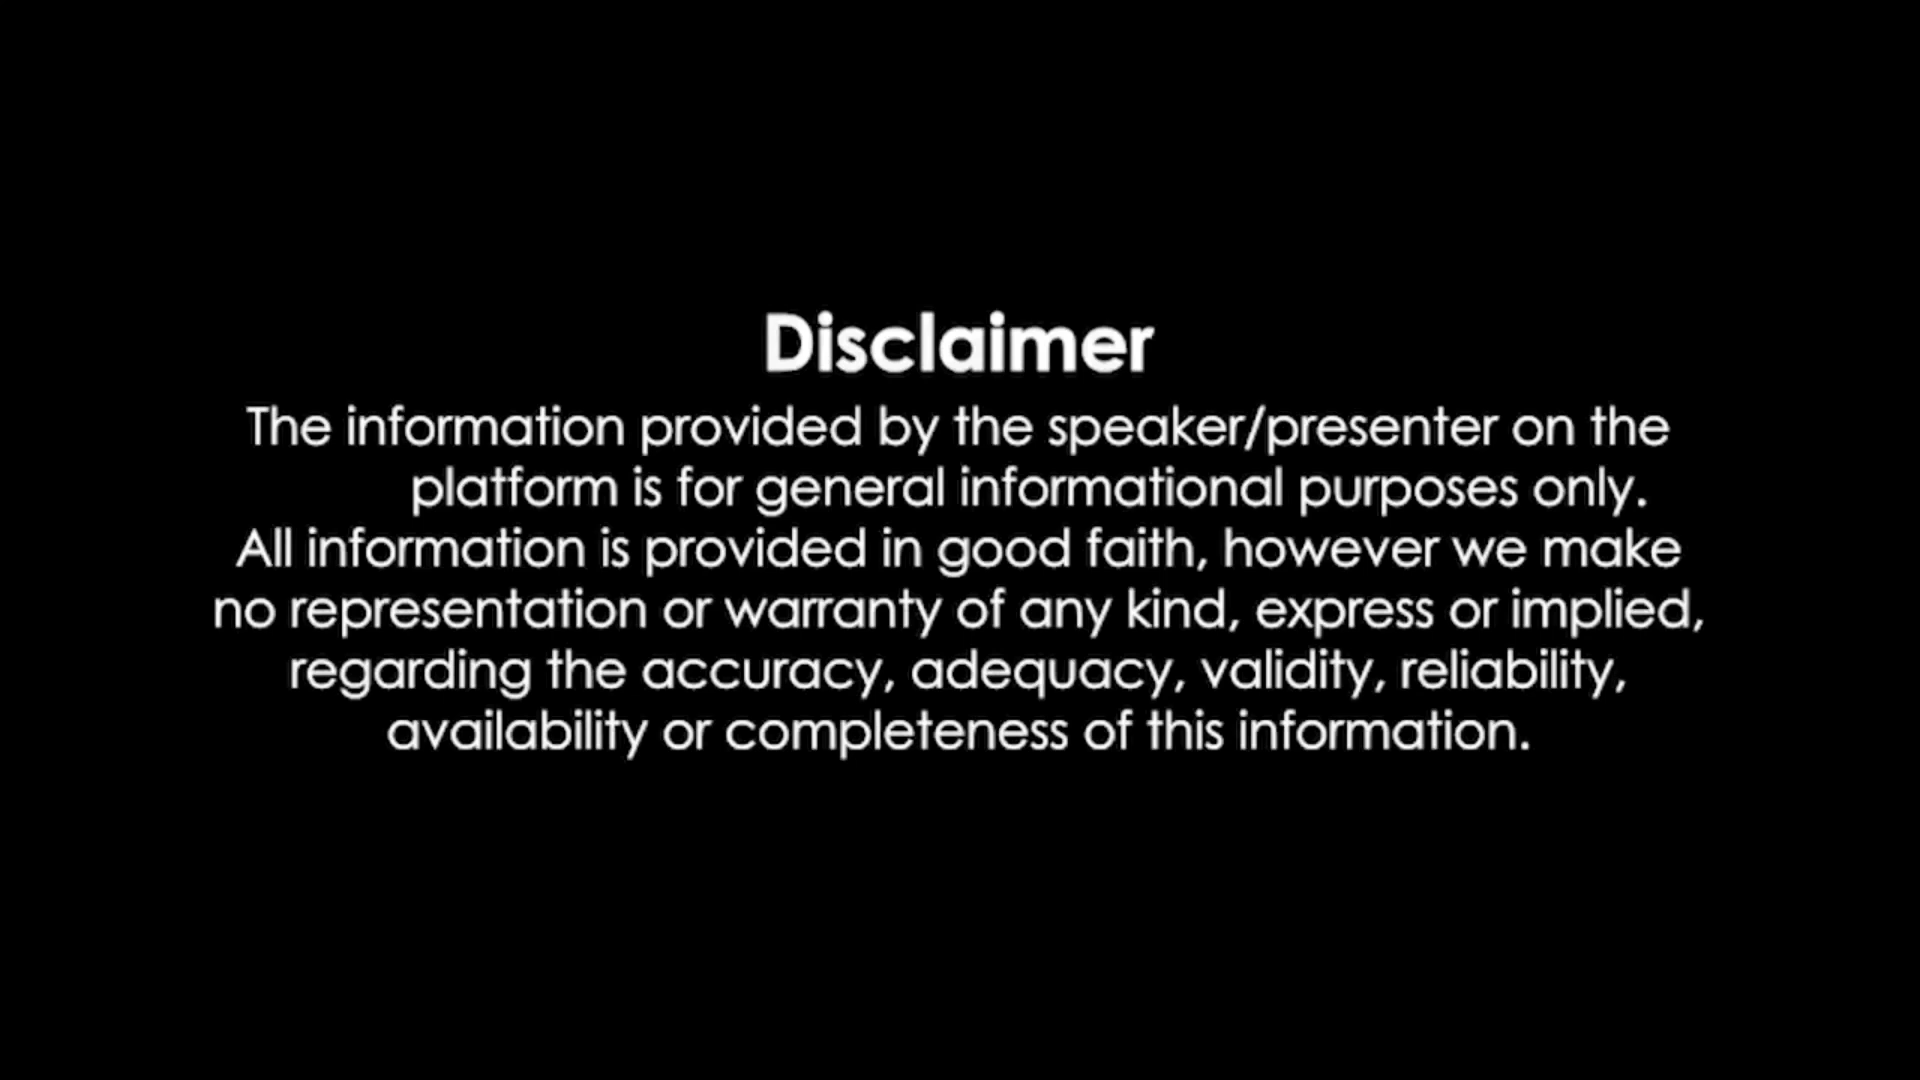 Disclaimer
The information provided by the speaker/presenter on the
platform is for general informational purposes only.
All information is provided in good faith, however we make
no representation or warranty of any kind, express or implied,
regarding the accuracy, adequacy, validity, reliability,
availability or completeness of this information.